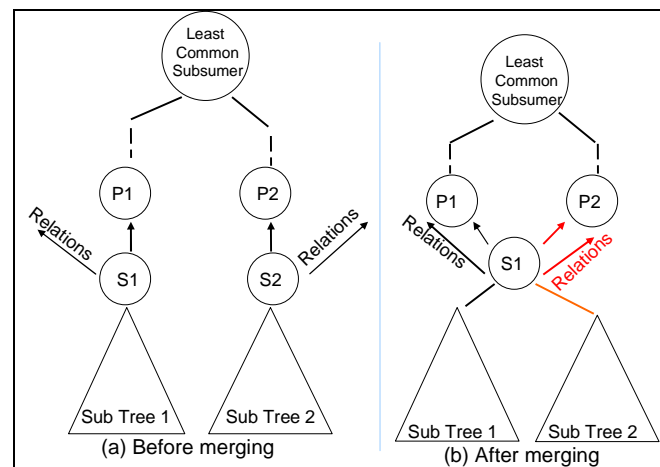 Least
Common
Subsumer
P1
P2
Relations
Relations
S1
S2
Sub Tree 1
Sub Tree 2
(a) Before merging
Least
Common
Subsumer
P1
P2
Relations
Relations
S1
Sub Tree 1
Sub Tree 2
(b) After merging